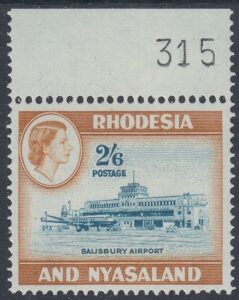 315
RHODESIA
2/6
POSTAGE
SALISBURY AIRPORT
AND NYASALAND